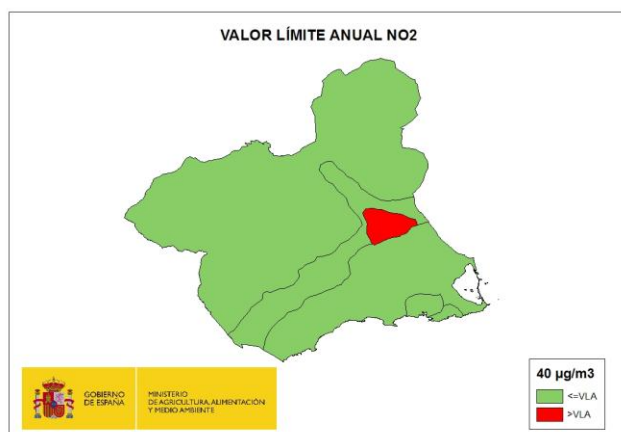 VALOR LÍMITE ANUAL NO2
40 µg/m3
<=VLA
>VLA
GOBIERNO
DE ESPAÑA
MINISTERIO
DE AGRICULTURA, ALIMENTACIÓN
Y MEDIO AMBIENTE